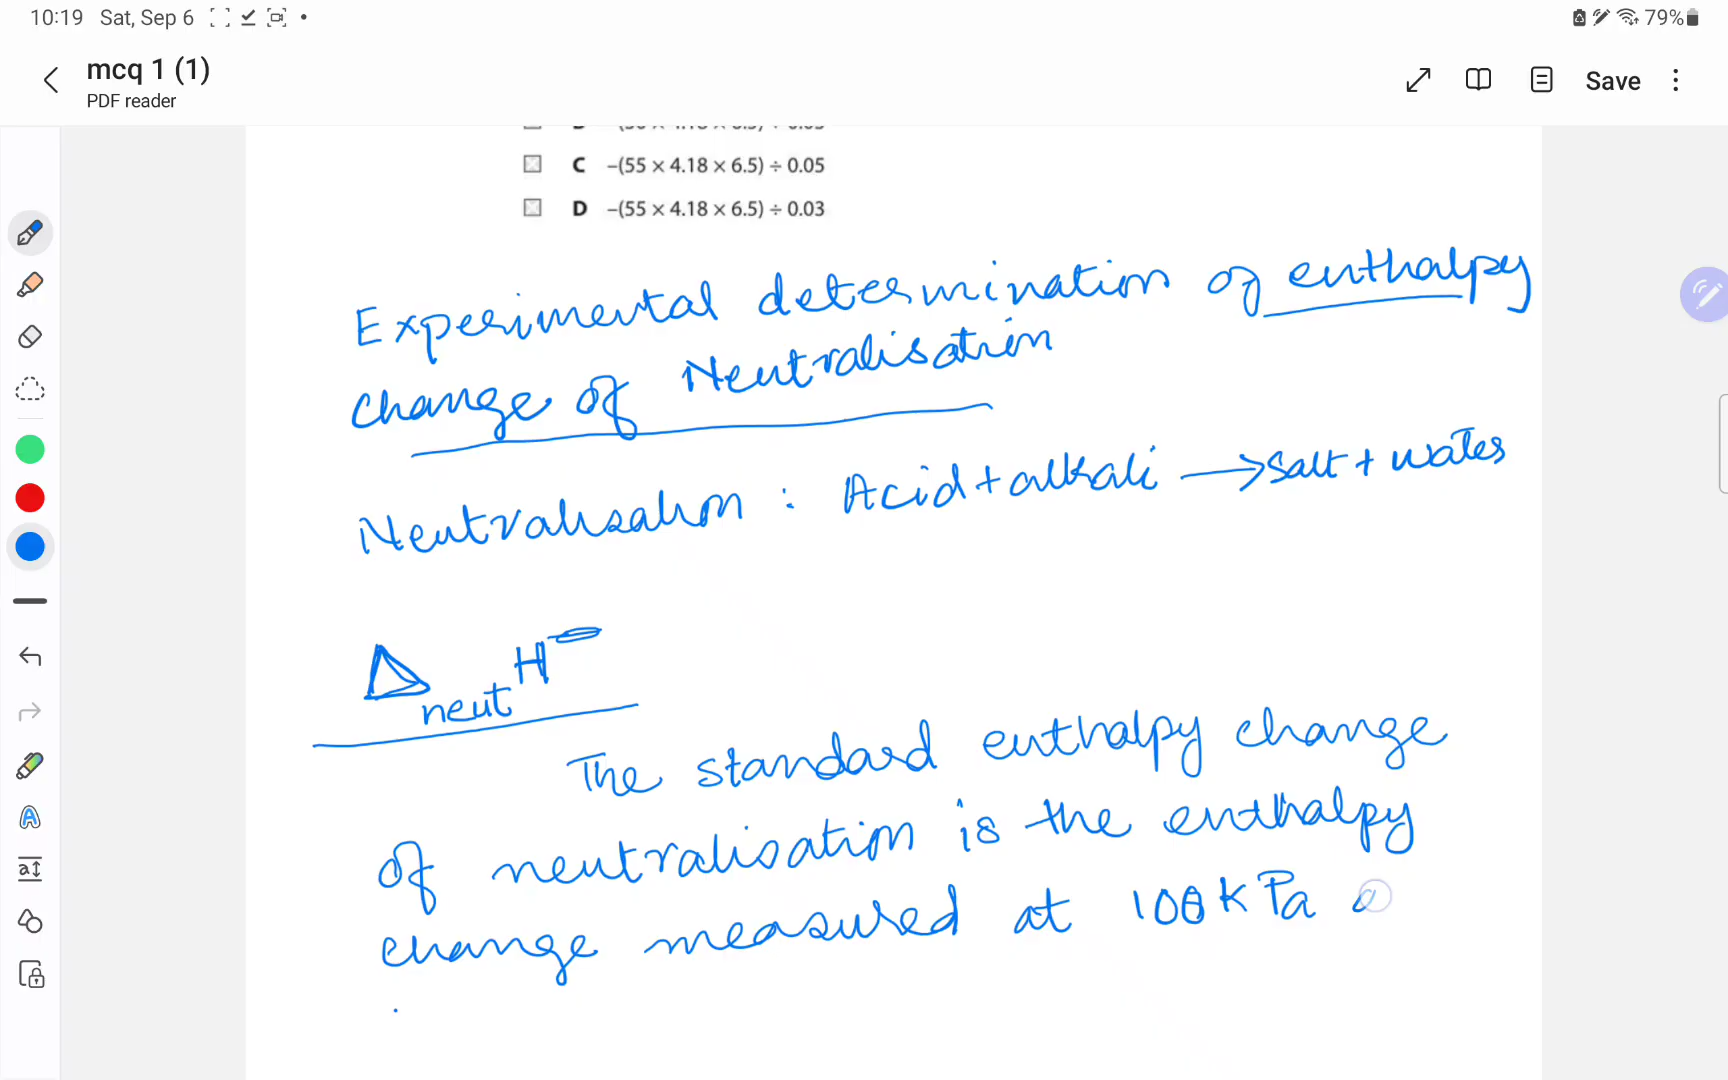 10:19 Sat, Sep 6 79%
mcq 1 (1)
PDF reader
Save
C –(55 × 4.18 × 6.5) ÷ 0.05
D –(55 × 4.18 × 6.5) ÷ 0.03
Experimental determination of enthalpy
change of Neutralisation
Neutralisation : Acid + alkali → Salt + water
Δneut H⊖
The standard enthalpy change
of neutralisation is the enthalpy
change measured at 100 kPa a